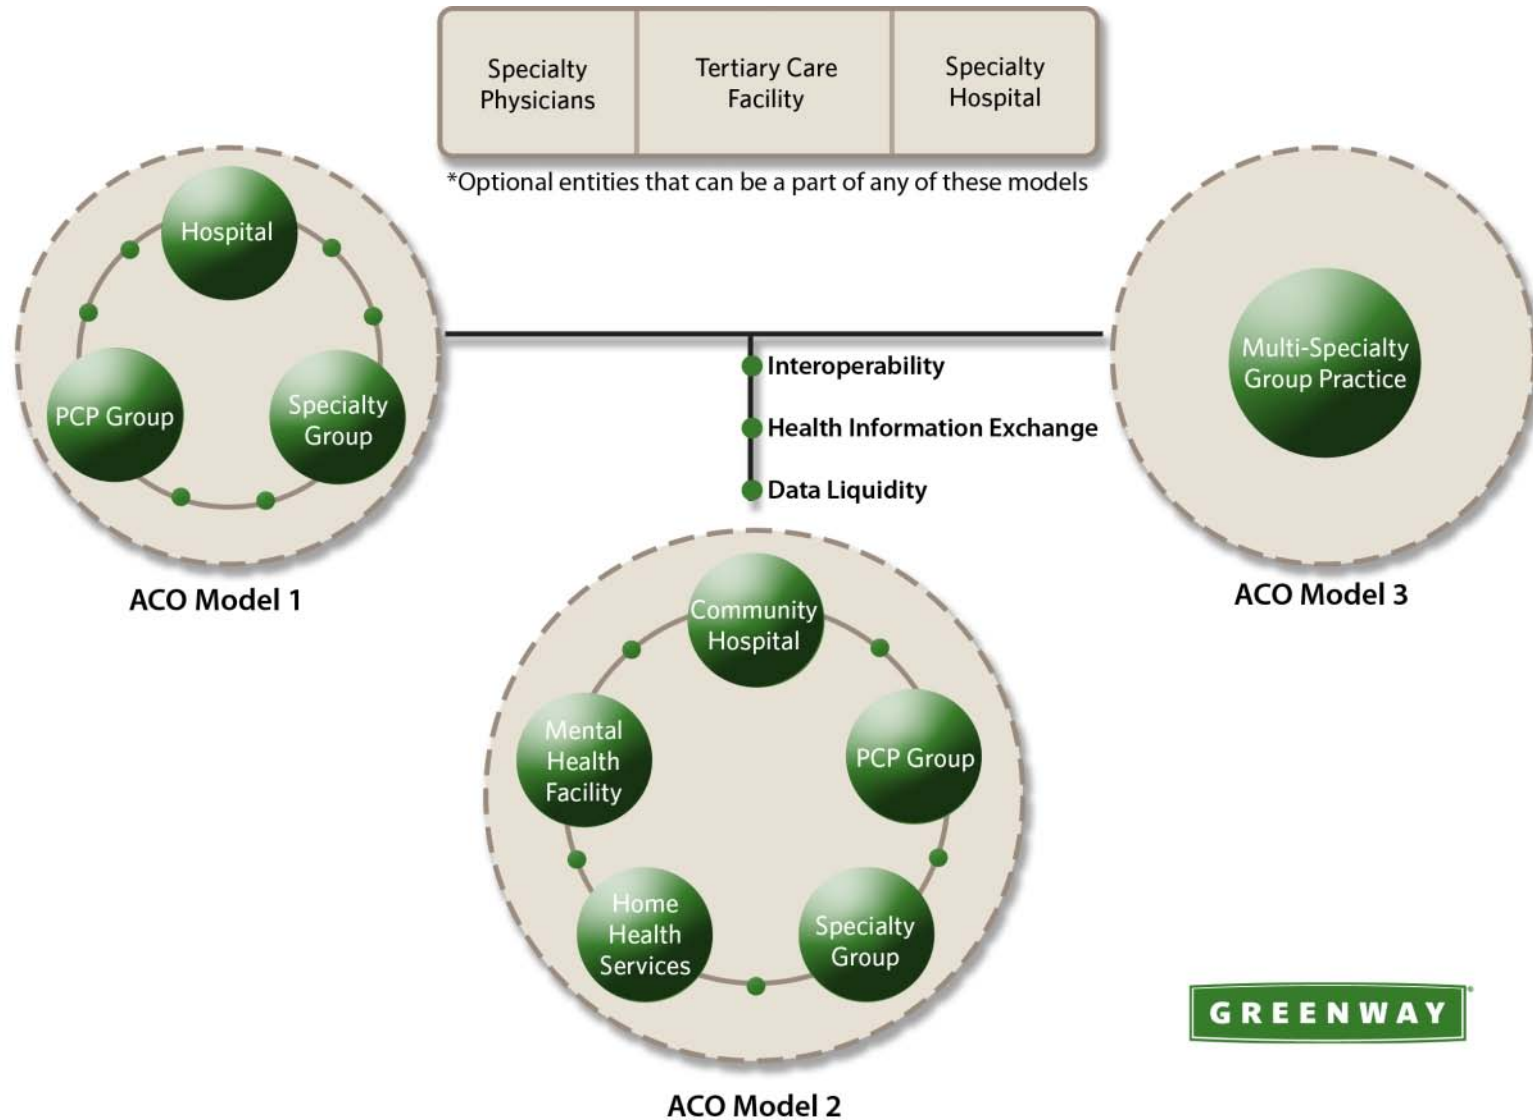 Specialty
Physicians
Tertiary Care
Facility
Specialty
Hospital
*Optional entities that can be a part of any of these models
Hospital
PCP Group
Specialty
Group
ACO Model 1
Interoperability
Health Information Exchange
Data Liquidity
Multi-Specialty
Group Practice
ACO Model 3
Community
Hospital
Mental
Health
Facility
PCP Group
Home
Health
Services
Specialty
Group
ACO Model 2
GREENWAY